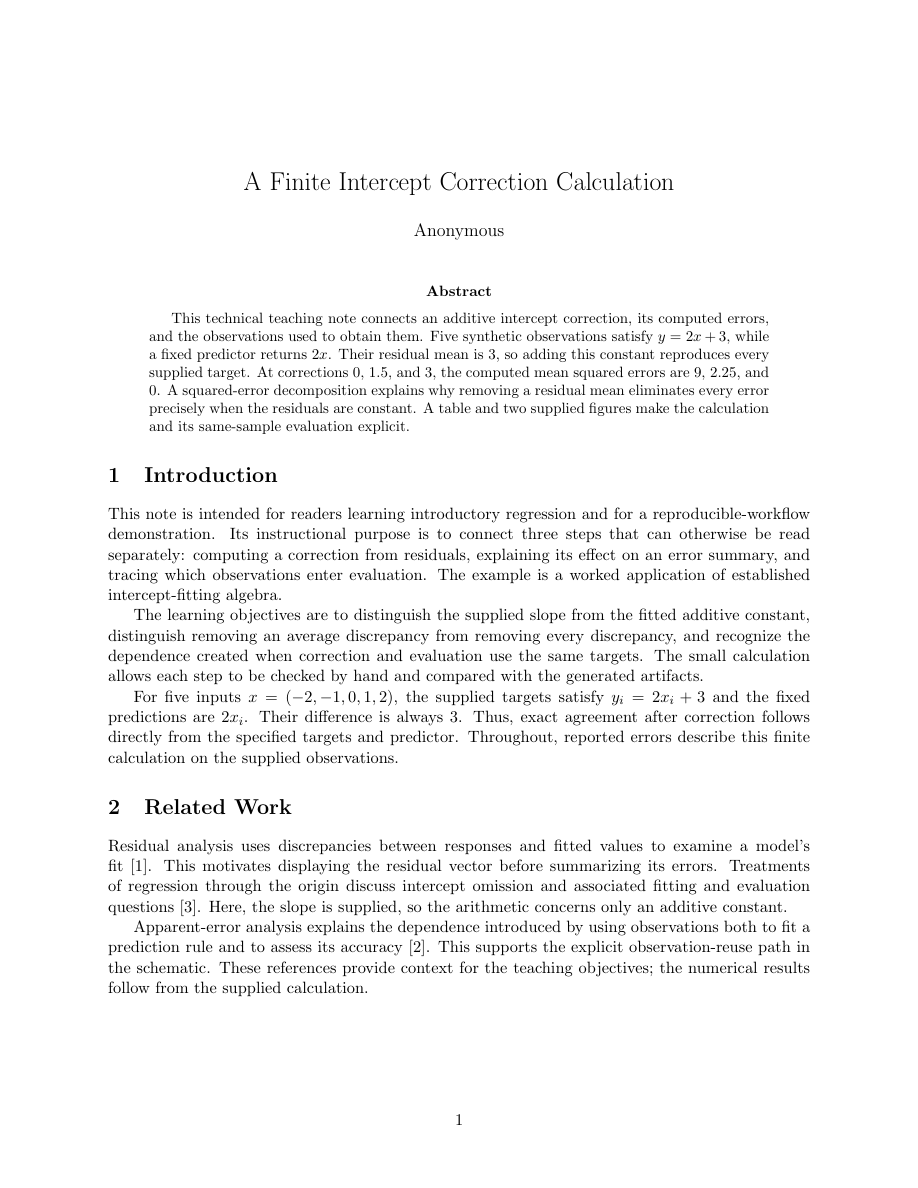 A Finite Intercept Correction Calculation
Anonymous
Abstract
This technical teaching note connects an additive intercept correction, its computed errors,
and the observations used to obtain them. Five synthetic observations satisfy y = 2x + 3, while
a fixed predictor returns 2x. Their residual mean is 3, so adding this constant reproduces every
supplied target. At corrections 0, 1.5, and 3, the computed mean squared errors are 9, 2.25, and
0. A squared-error decomposition explains why removing a residual mean eliminates every error
precisely when the residuals are constant. A table and two supplied figures make the calculation
and its same-sample evaluation explicit.
1 Introduction
This note is intended for readers learning introductory regression and for a reproducible-workflow
demonstration. Its instructional purpose is to connect three steps that can otherwise be read
separately: computing a correction from residuals, explaining its effect on an error summary, and
tracing which observations enter evaluation. The example is a worked application of established
intercept-fitting algebra.
The learning objectives are to distinguish the supplied slope from the fitted additive constant,
distinguish removing an average discrepancy from removing every discrepancy, and recognize the
dependence created when correction and evaluation use the same targets. The small calculation
allows each step to be checked by hand and compared with the generated artifacts.
For five inputs x = (−2, −1, 0, 1, 2), the supplied targets satisfy yᵢ = 2xᵢ + 3 and the fixed
predictions are 2xᵢ. Their difference is always 3. Thus, exact agreement after correction follows
directly from the specified targets and predictor. Throughout, reported errors describe this finite
calculation on the supplied observations.
2 Related Work
Residual analysis uses discrepancies between responses and fitted values to examine a model's
fit [1]. This motivates displaying the residual vector before summarizing its errors. Treatments
of regression through the origin discuss intercept omission and associated fitting and evaluation
questions [3]. Here, the slope is supplied, so the arithmetic concerns only an additive constant.
Apparent-error analysis explains the dependence introduced by using observations both to fit a
prediction rule and to assess its accuracy [2]. This supports the explicit observation-reuse path in
the schematic. These references provide context for the teaching objectives; the numerical results
follow from the supplied calculation.
1